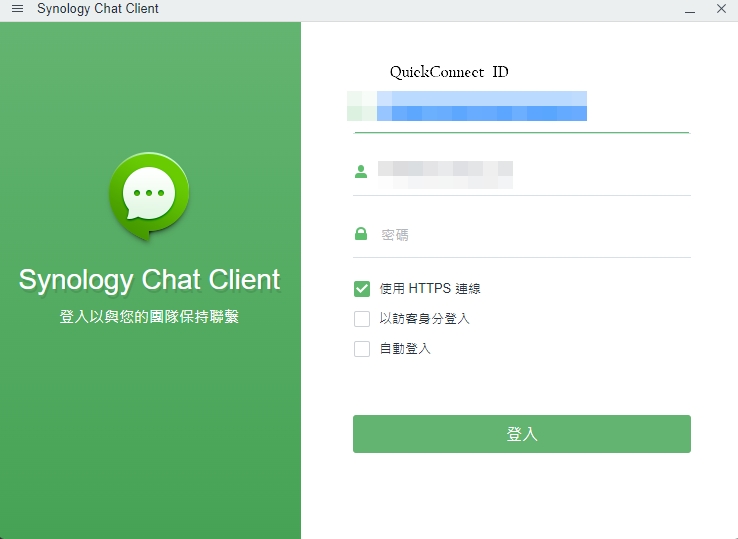 Synology Chat Client
QuickConnect ID
密碼
Synology Chat Client
登入以與您的團隊保持聯繫
使用 HTTPS 連線
以訪客身分登入
自動登入
登入